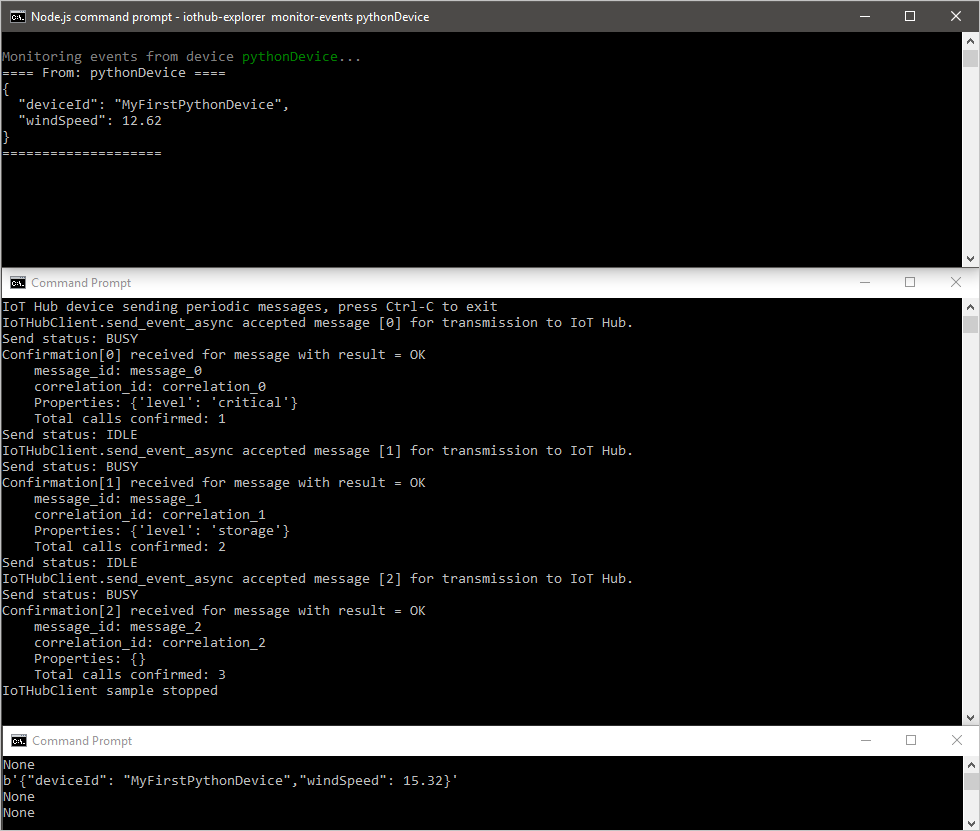 Node.js command prompt - iothub-explorer  monitor-events pythonDevice
Monitoring events from device pythonDevice...
==== From: pythonDevice ====
{
  "deviceId": "MyFirstPythonDevice",
  "windSpeed": 12.62
}
====================
Command Prompt
IoT Hub device sending periodic messages, press Ctrl-C to exit
IoTHubClient.send_event_async accepted message [0] for transmission to IoT Hub.
Send status: BUSY
Confirmation[0] received for message with result = OK
    message_id: message_0
    correlation_id: correlation_0
    Properties: {'level': 'critical'}
    Total calls confirmed: 1
Send status: IDLE
IoTHubClient.send_event_async accepted message [1] for transmission to IoT Hub.
Send status: BUSY
Confirmation[1] received for message with result = OK
    message_id: message_1
    correlation_id: correlation_1
    Properties: {'level': 'storage'}
    Total calls confirmed: 2
Send status: IDLE
IoTHubClient.send_event_async accepted message [2] for transmission to IoT Hub.
Send status: BUSY
Confirmation[2] received for message with result = OK
    message_id: message_2
    correlation_id: correlation_2
    Properties: {}
    Total calls confirmed: 3
IoTHubClient sample stopped
Command Prompt
None
b'{"deviceId": "MyFirstPythonDevice","windSpeed": 15.32}'
None
None